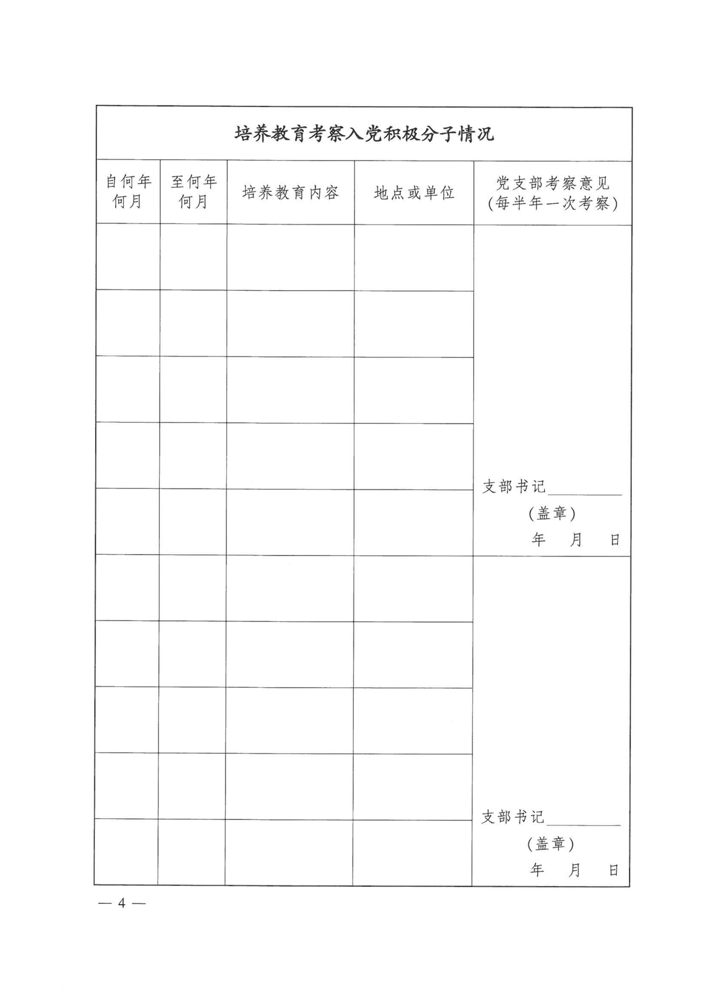 培养教育考察入党积极分子情况
自何年
何月
至何年
何月
培养教育内容
地点或单位
党支部考察意见
(每半年一次考察)
支部书记
(盖章)
年 月 日
支部书记
(盖章)
年 月 日
— 4 —